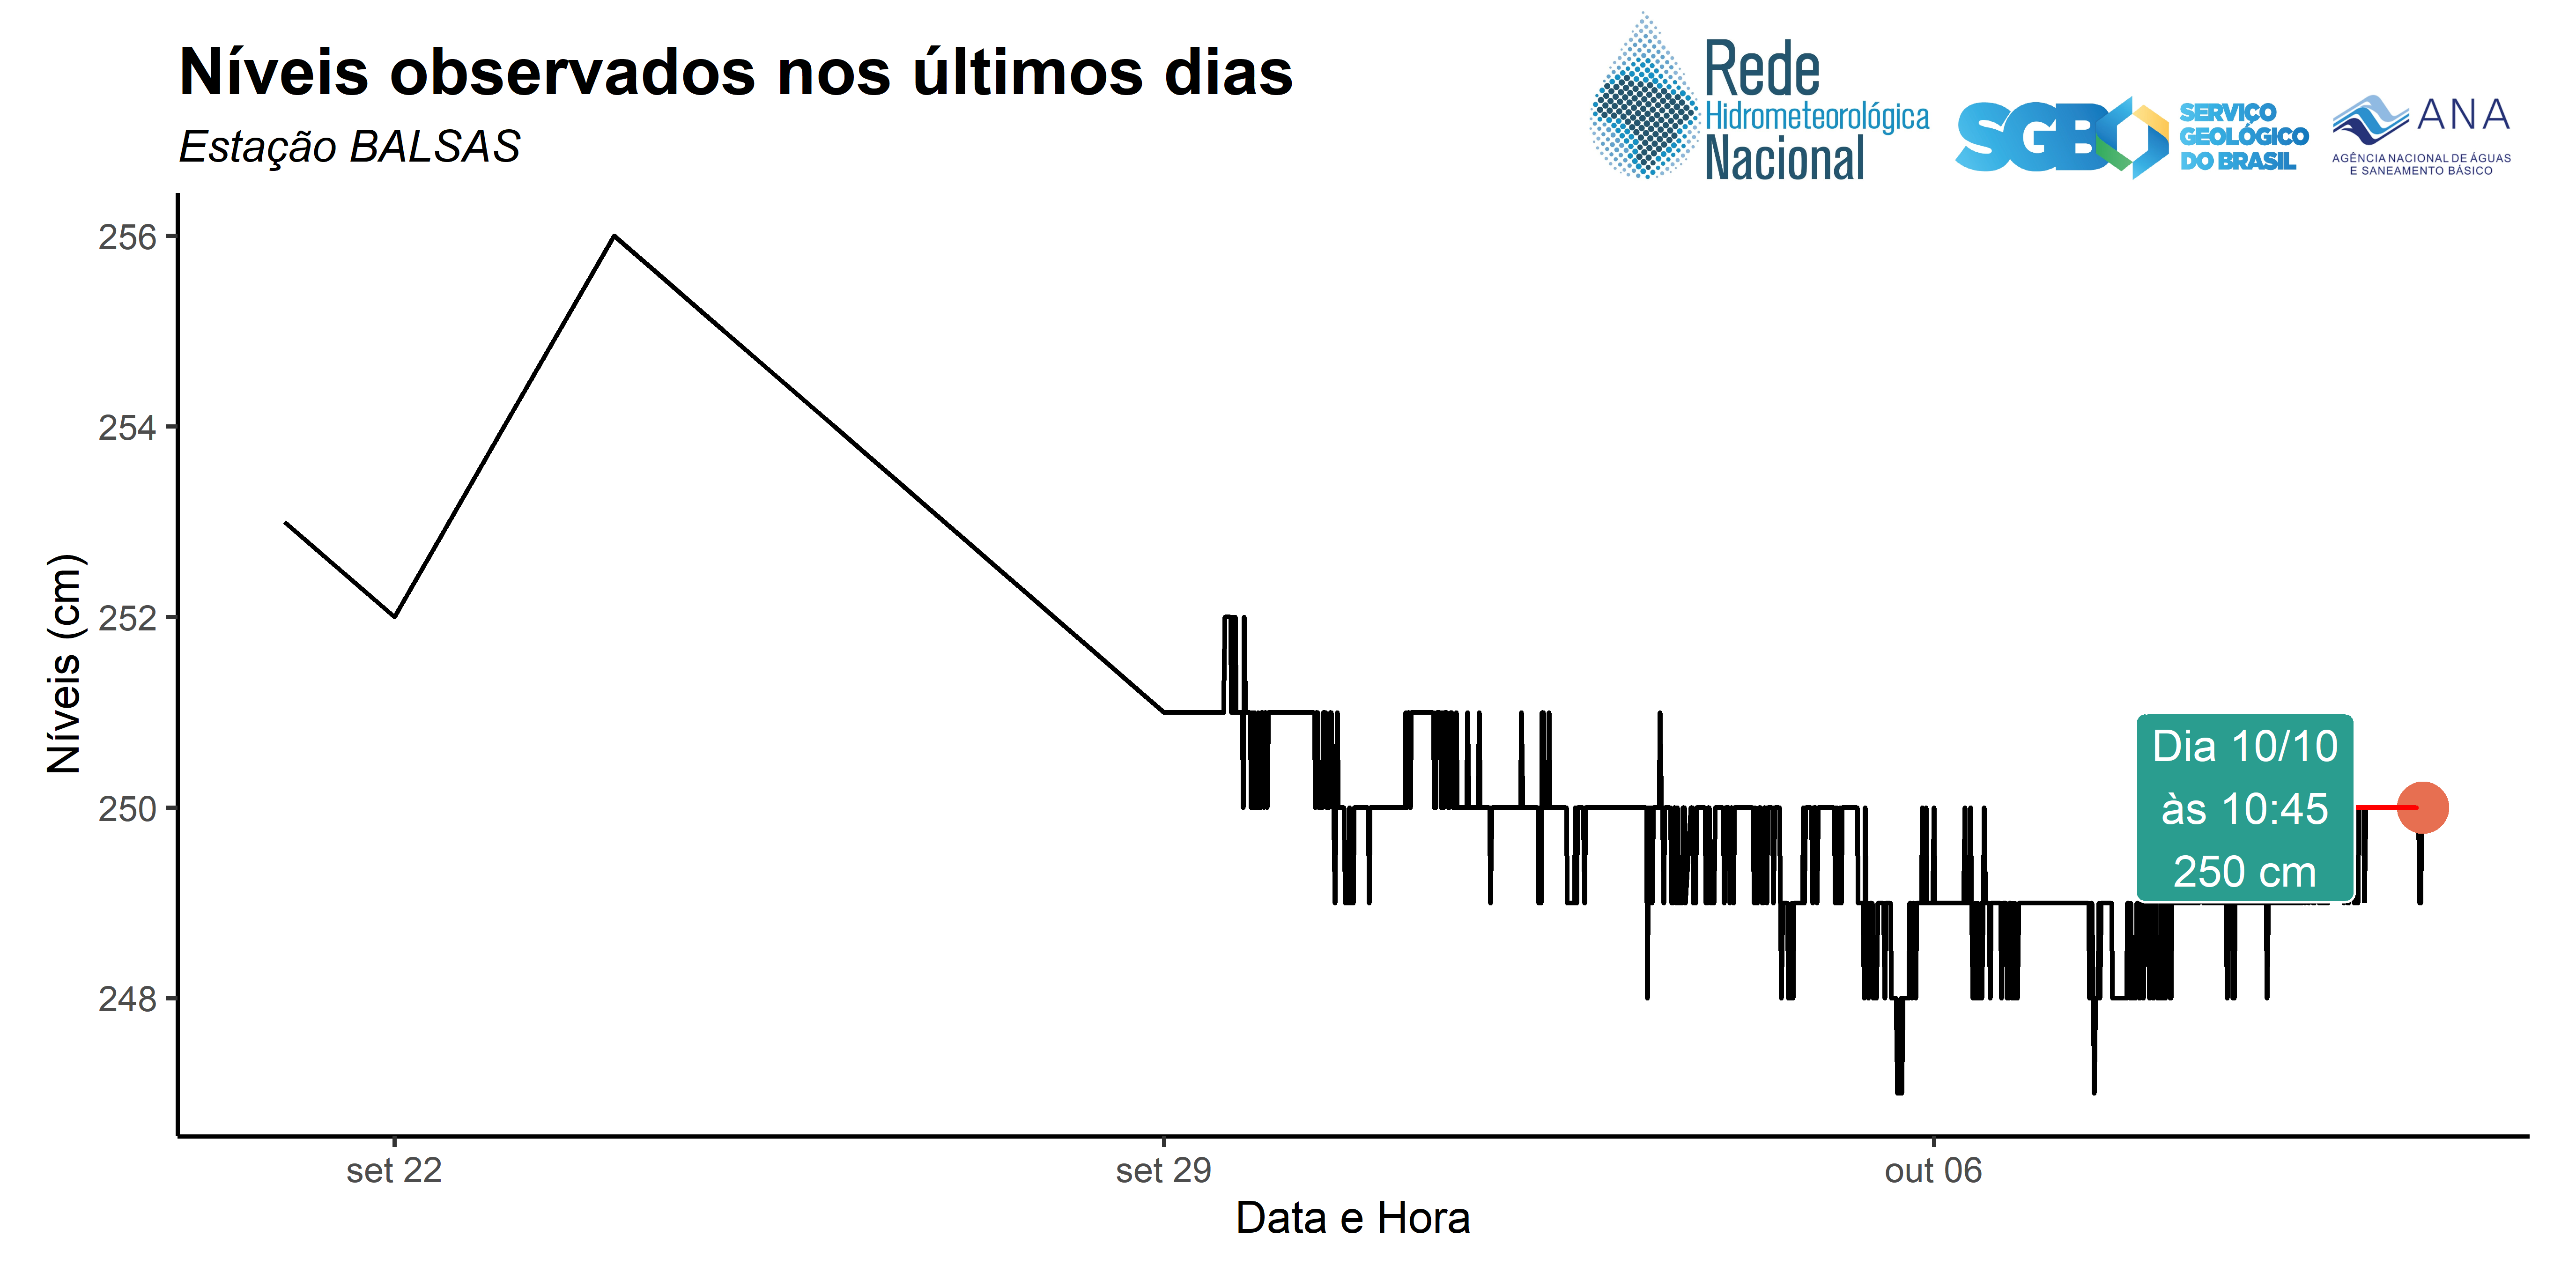 Níveis observados nos últimos dias
Estação BALSAS
Rede
Hidrometeorológica
Nacional
SGB
SERVIÇO
GEOLÓGICO
DO BRASIL
ANA
AGÊNCIA NACIONAL DE ÁGUAS
E SANEAMENTO BÁSICO
Níveis (cm)
256
254
252
250
248
Dia 10/10
às 10:45
250 cm
set 22
set 29
out 06
Data e Hora